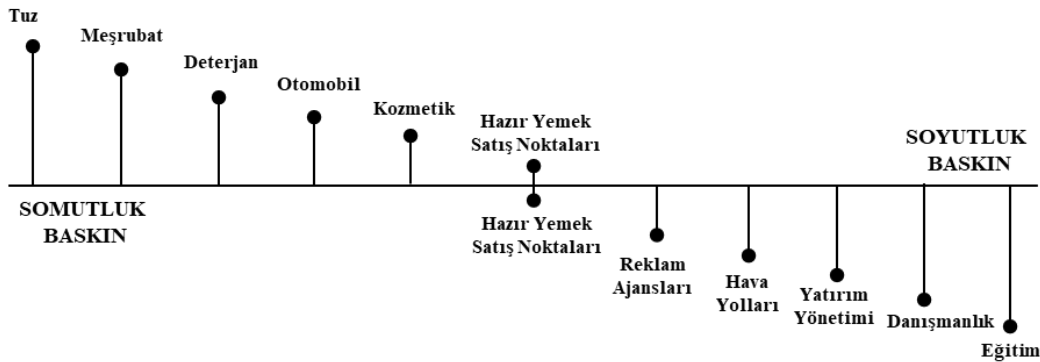 Tuz
Meşrubat
Deterjan
Otomobil
Kozmetik
Hazır Yemek
Satış Noktaları
SOYUTLUK
BASKIN
SOMUTLUK
BASKIN
Hazır Yemek
Satış Noktaları
Reklam
Ajansları
Hava
Yolları
Yatırım
Yönetimi
Danışmanlık
Eğitim